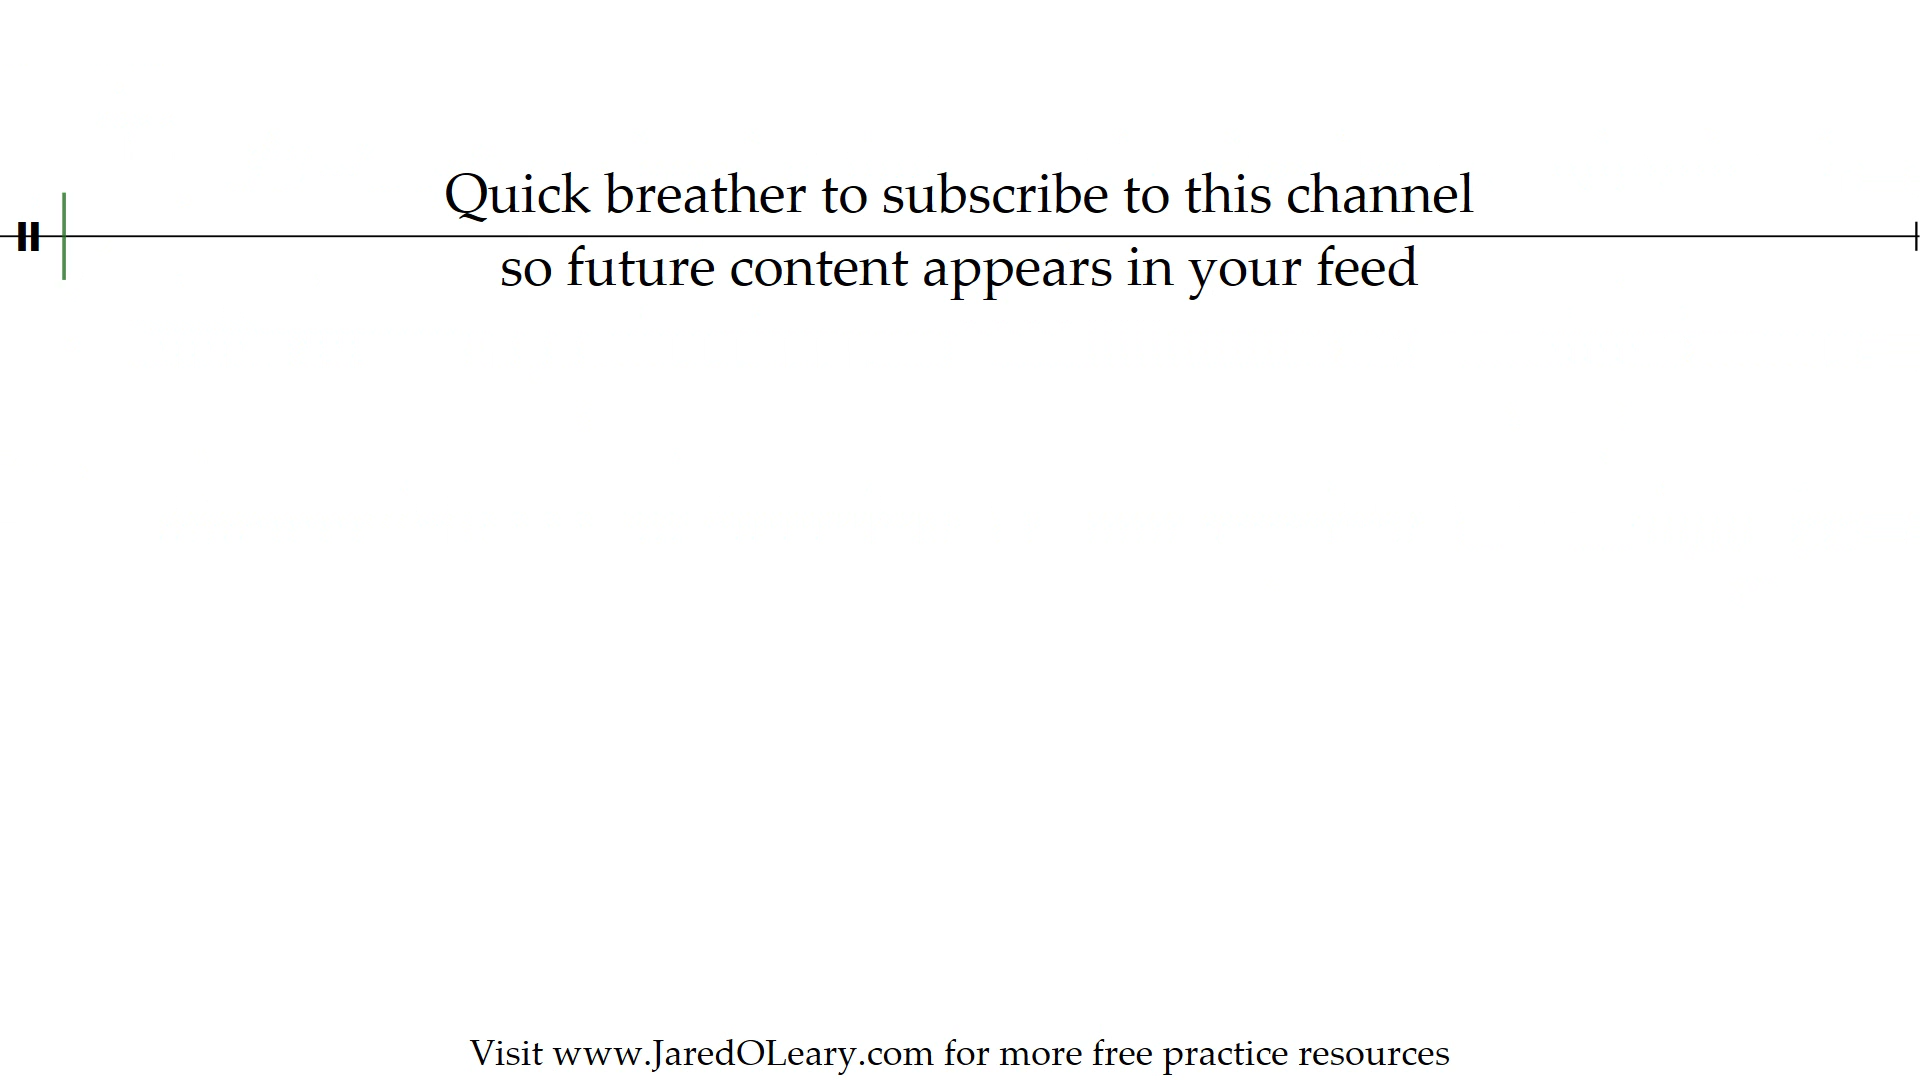 Quick breather to subscribe to this channel
so future content appears in your feed
Visit www.JaredOLeary.com for more free practice resources